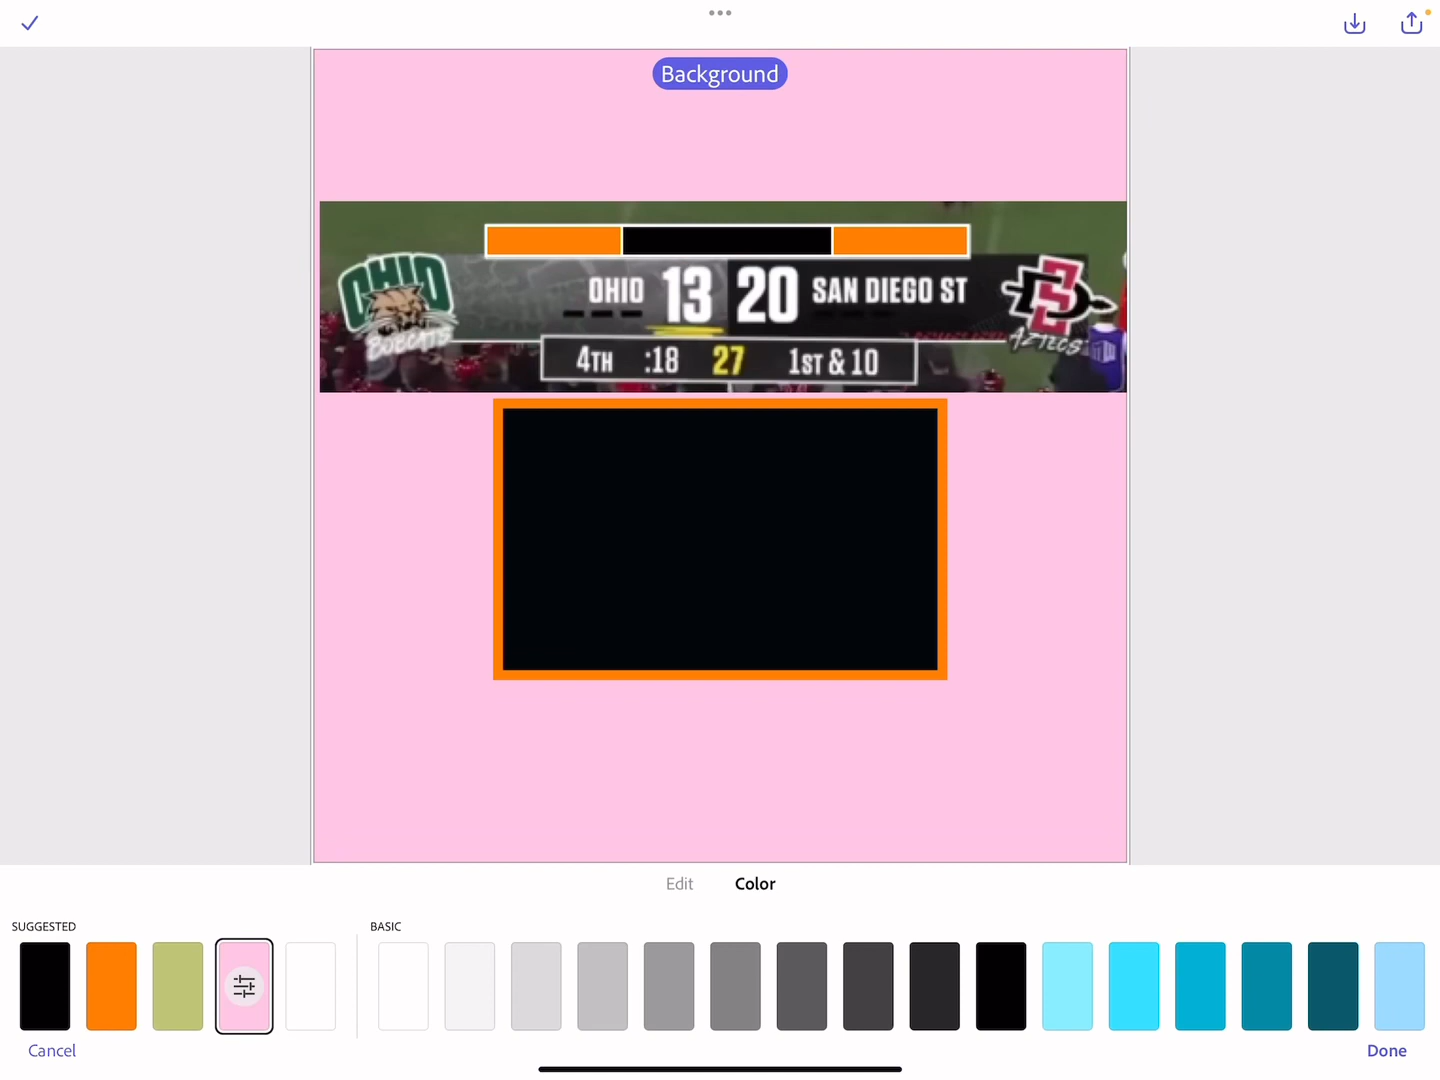 Background
OHIO
BOBCATS
OHIO 13 20 SAN DIEGO ST
AZTECS
4TH :18 27 1ST & 10
Edit Color
SUGGESTED BASIC
Cancel Done